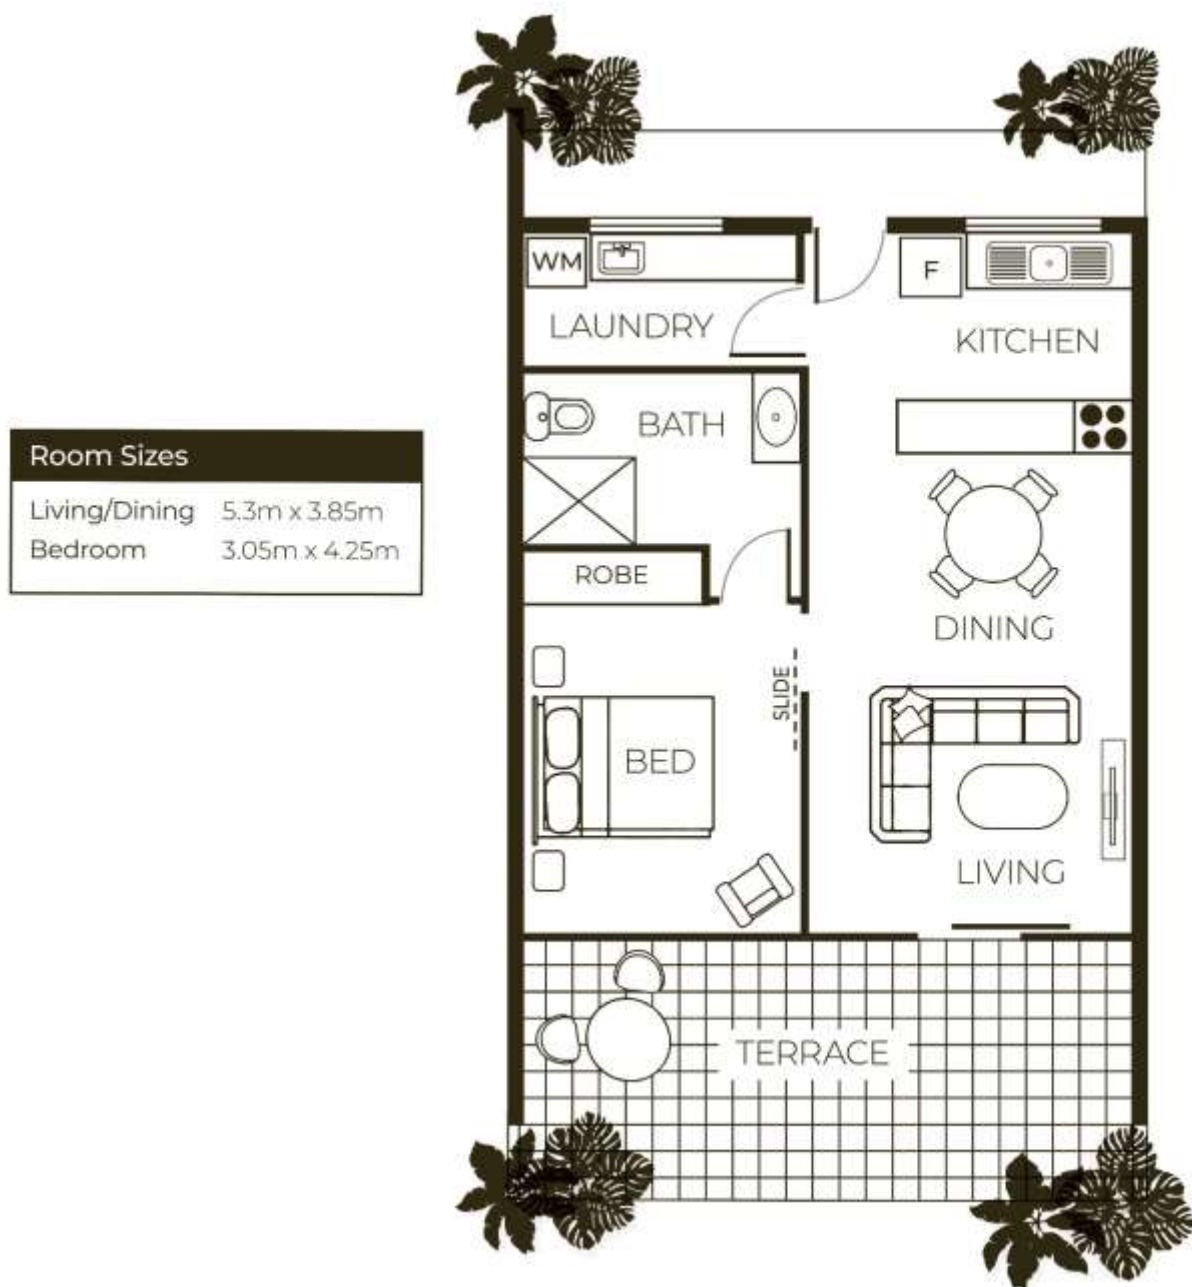 WM
F
LAUNDRY
KITCHEN
BATH
Room Sizes
Living/Dining 5.3m x 3.85m
Bedroom 3.05m x 4.25m
ROBE
DINING
SLIDE
BED
LIVING
TERRACE